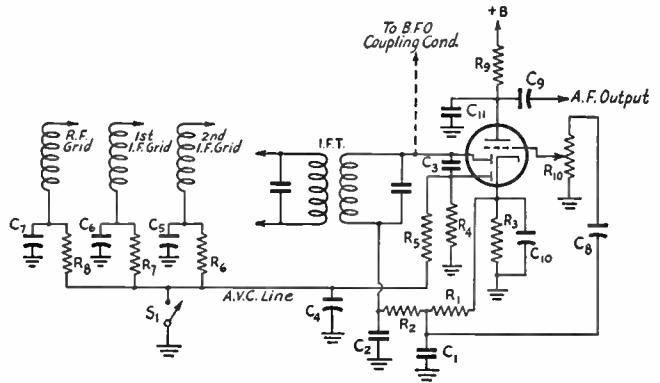 To B.F.O
Coupling Cond.
+B
R9
C9
A.F. Output
C11
R.F.
Grid
1st
I.F. Grid
2nd
I.F. Grid
I.F.T.
C3
R10
C7
C6
C5
R8
R7
R6
R5
R4
R3
C10
C8
A.V.C. Line
S1
C4
R2
R1
C2
C1